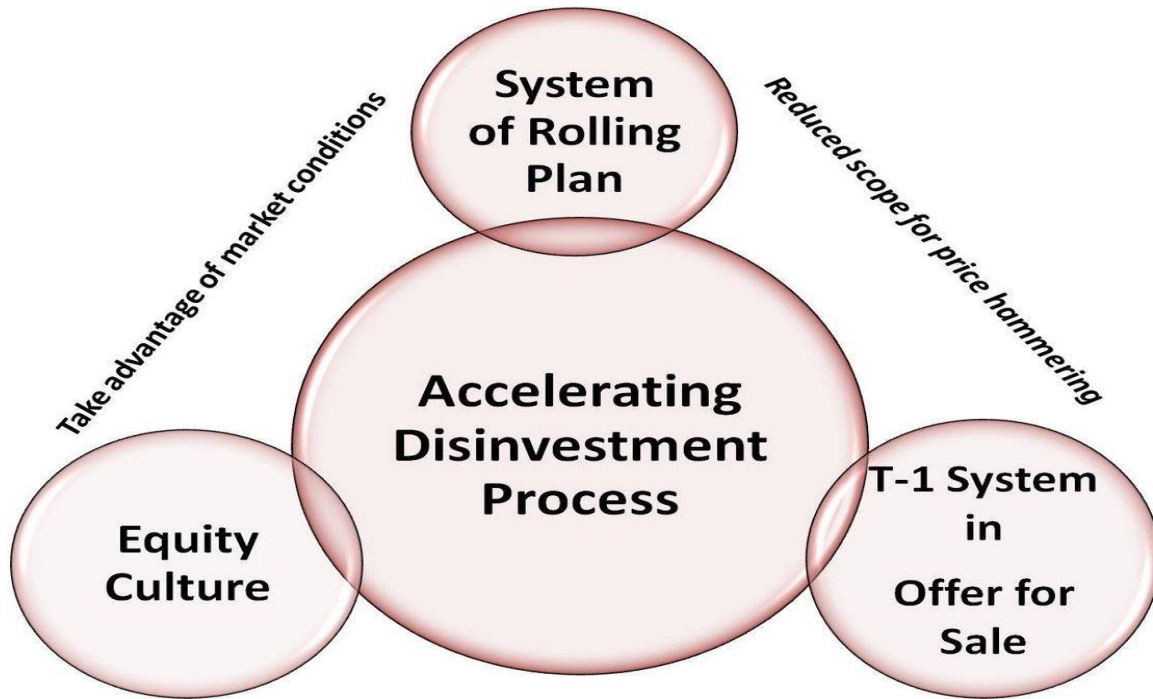 System
of Rolling
Plan
Take advantage of market conditions
Reduced scope for price hammering
Accelerating
Disinvestment
Process
Equity
Culture
T-1 System
in
Offer for
Sale